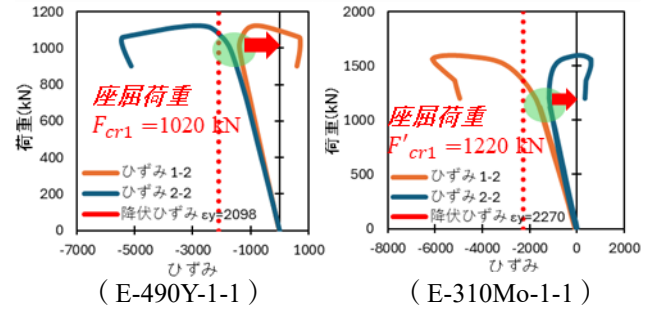 1200
1000
800
600
400
200
0
荷重(kN)
座屈荷重
F_cr1 =1020 kN
ひずみ 1-2
ひずみ 2-2
降伏ひずみ εy=2098
-7000 -5000 -3000 -1000 1000
ひずみ
( E-490Y-1-1 )
2000
1500
1000
500
0
荷重(kN)
座屈荷重
F′_cr1 =1220 kN
ひずみ 1-2
ひずみ 2-2
降伏ひずみ εy=2270
-8000 -6000 -4000 -2000 0 2000
ひずみ
( E-310Mo-1-1 )